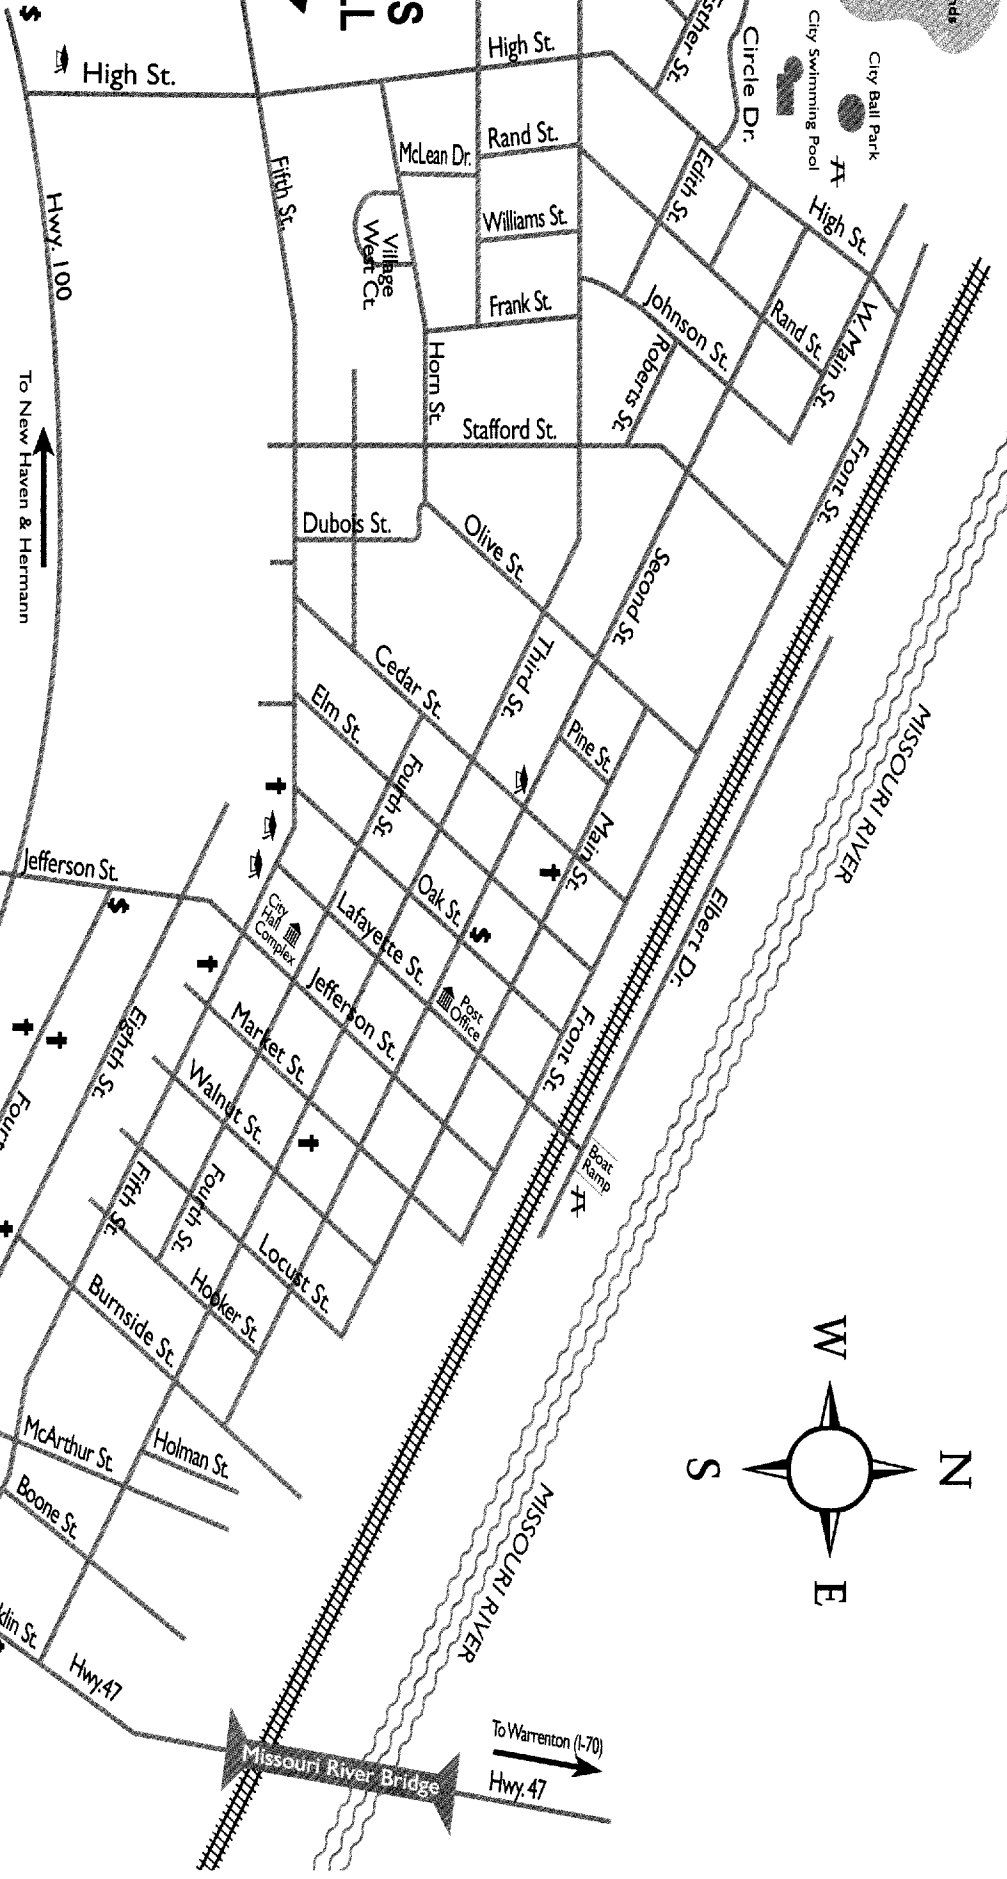 S
L
High St.
High St.
Circle Dr.
City Swimming Pool
City Ball Park
McLean Dr.
Rand St.
Edith St.
Fifth St.
Hwy. 100
Village
West Ct.
Williams St.
High St.
Frank St.
Johnson St.
Rand St.
W. Main St.
Horn St.
Roberts St.
To New Haven & Hermann
Stafford St.
Front St.
Dubois St.
Olive St.
Second St.
Third St.
Cedar St.
Elm St.
Pine St.
Fourth St.
Main St.
MISSOURI RIVER
Jefferson St.
City
Hall
Complex
Lafayette St.
Oak St.
Elbert Dr.
Jefferson St.
Post
Office
Front St.
Market St.
Eighth St.
Walnut St.
Boat
Ramp
Fifth St.
Fourth St.
Locust St.
Hooker St.
Burnside St.
McArthur St.
Holman St.
Boone St.
MISSOURI RIVER
W
N
S
E
Hwy. 47
To Warrenton (I-70)
Hwy. 47
Missouri River Bridge